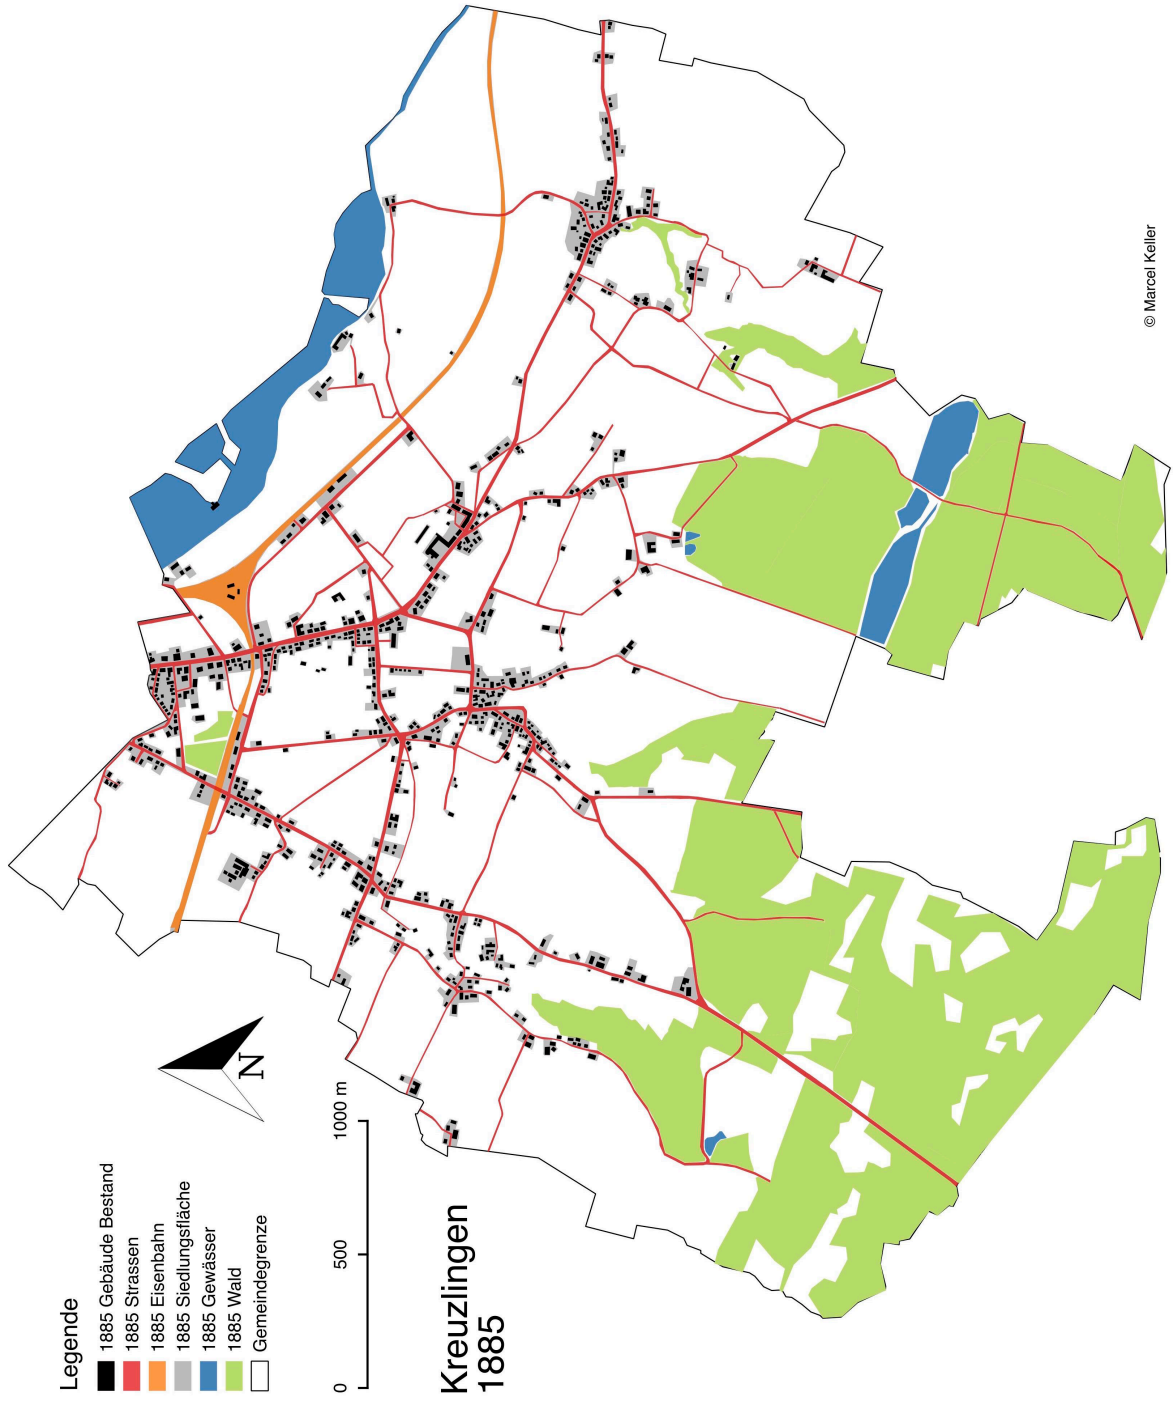 Legende
1885 Gebäude Bestand
1885 Strassen
1885 Eisenbahn
1885 Siedlungsfläche
1885 Gewässer
1885 Wald
Gemeindegrenze
N
0 500 1000 m
Kreuzlingen
1885
© Marcel Keller